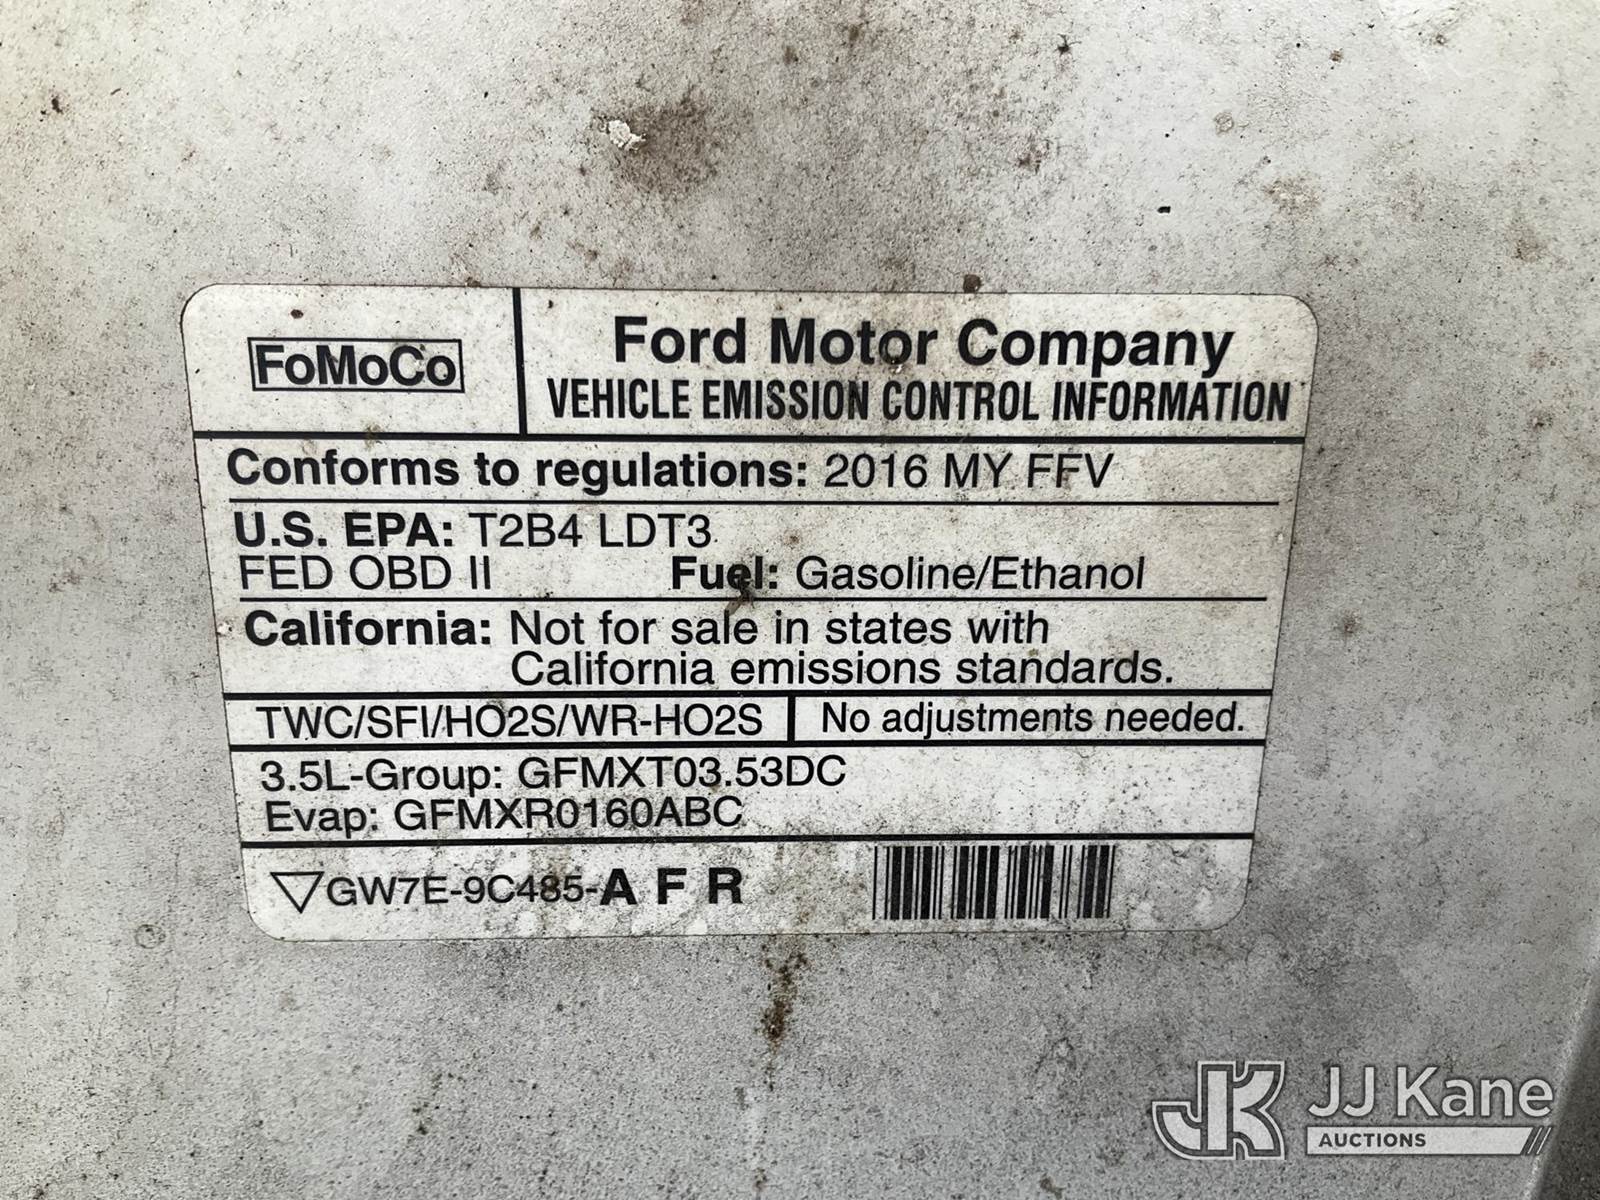 FoMoCo
Ford Motor Company
VEHICLE EMISSION CONTROL INFORMATION
Conforms to regulations: 2016 MY FFV
U.S. EPA: T2B4 LDT3
FED OBD II Fuel: Gasoline/Ethanol
California: Not for sale in states with
California emissions standards.
TWC/SFI/HO2S/WR-HO2S No adjustments needed.
3.5L-Group: GFMXT03.53DC
Evap: GFMXR0160ABC
GW7E-9C485-A F R
JK JJ Kane
AUCTIONS